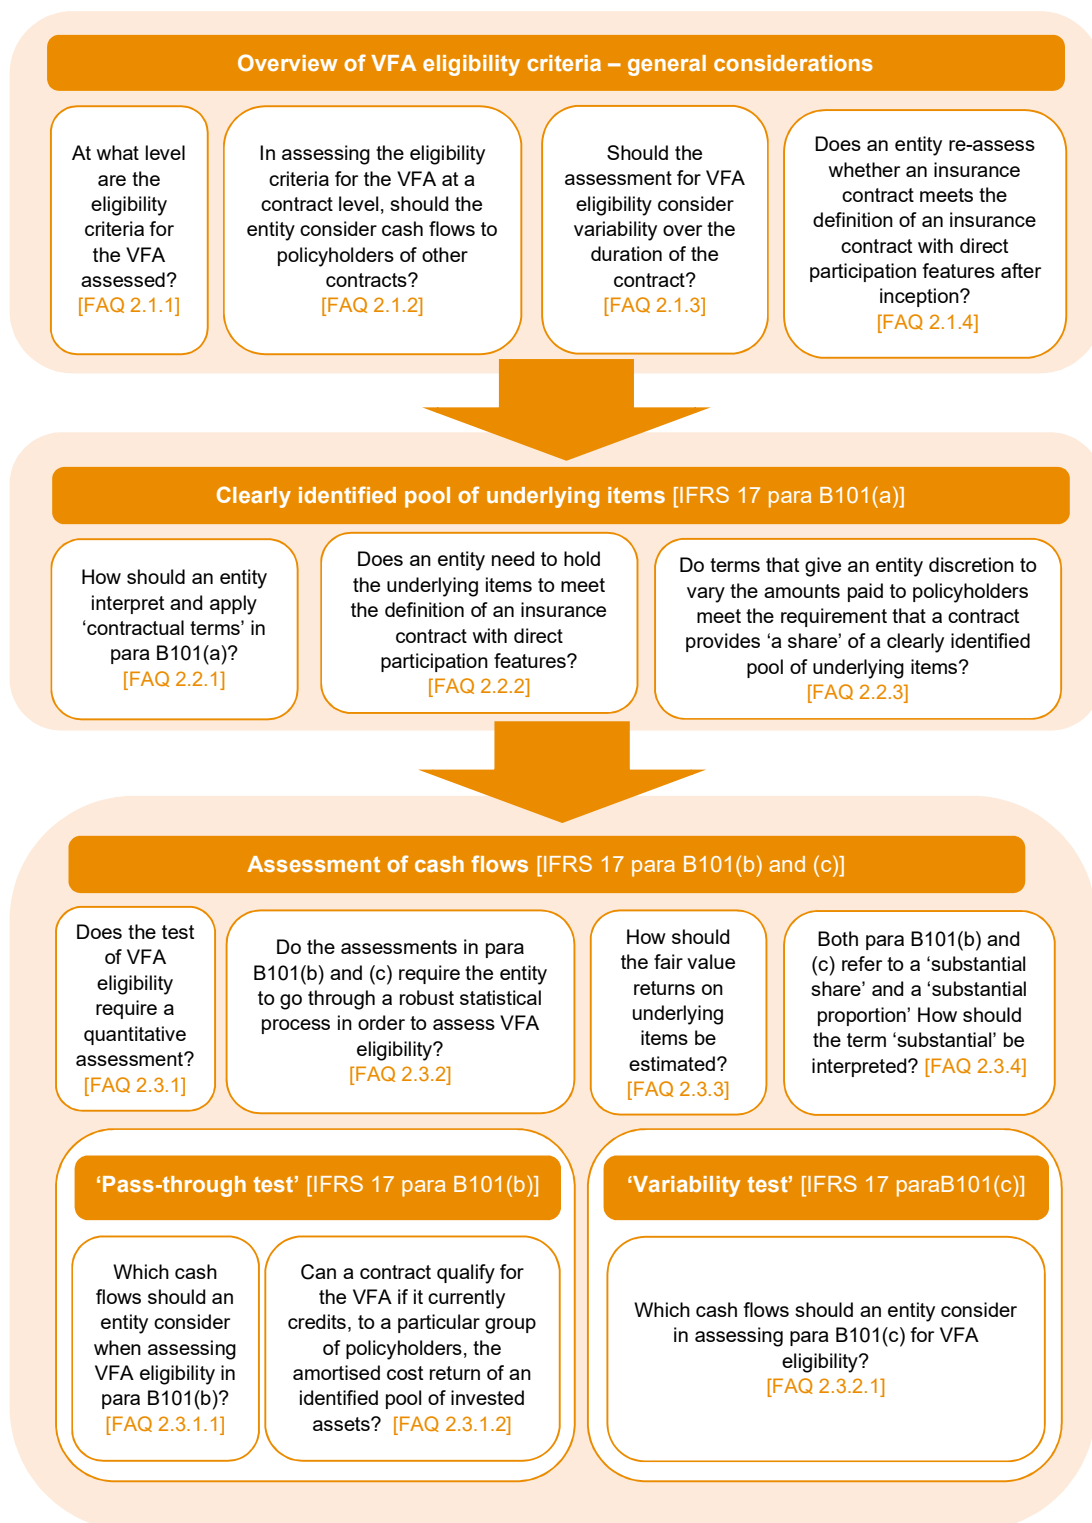 Overview of VFA eligibility criteria – general considerations
At what level
are the
eligibility
criteria for
the VFA
assessed?
[FAQ 2.1.1]
In assessing the eligibility
criteria for the VFA at a
contract level, should the
entity consider cash flows to
policyholders of other
contracts?
[FAQ 2.1.2]
Should the
assessment for VFA
eligibility consider
variability over the
duration of the
contract?
[FAQ 2.1.3]
Does an entity re-assess
whether an insurance
contract meets the
definition of an insurance
contract with direct
participation features after
inception?
[FAQ 2.1.4]
Clearly identified pool of underlying items [IFRS 17 para B101(a)]
How should an entity
interpret and apply
‘contractual terms’ in
para B101(a)?
[FAQ 2.2.1]
Does an entity need to hold
the underlying items to meet
the definition of an insurance
contract with direct
participation features?
[FAQ 2.2.2]
Do terms that give an entity discretion to
vary the amounts paid to policyholders
meet the requirement that a contract
provides ‘a share’ of a clearly identified
pool of underlying items?
[FAQ 2.2.3]
Assessment of cash flows [IFRS 17 para B101(b) and (c)]
Does the test
of VFA
eligibility
require a
quantitative
assessment?
[FAQ 2.3.1]
Do the assessments in para
B101(b) and (c) require the entity
to go through a robust statistical
process in order to assess VFA
eligibility?
[FAQ 2.3.2]
How should
the fair value
returns on
underlying
items be
estimated?
[FAQ 2.3.3]
Both para B101(b) and
(c) refer to a ‘substantial
share’ and a ‘substantial
proportion’ How should
the term ‘substantial’ be
interpreted? [FAQ 2.3.4]
‘Pass-through test’ [IFRS 17 para B101(b)]
Which cash
flows should an
entity consider
when assessing
VFA eligibility in
para B101(b)?
[FAQ 2.3.1.1]
Can a contract qualify for
the VFA if it currently
credits, to a particular group
of policyholders, the
amortised cost return of an
identified pool of invested
assets? [FAQ 2.3.1.2]
‘Variability test’ [IFRS 17 paraB101(c)]
Which cash flows should an entity consider
in assessing para B101(c) for VFA
eligibility?
[FAQ 2.3.2.1]